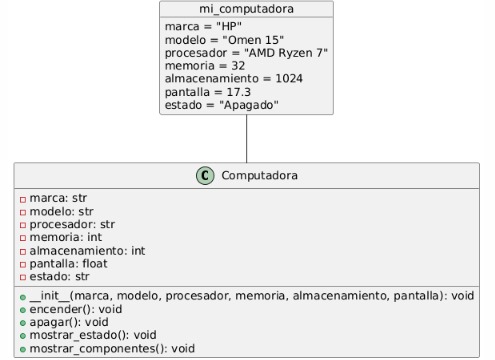 mi_computadora
marca = "HP"
modelo = "Omen 15"
procesador = "AMD Ryzen 7"
memoria = 32
almacenamiento = 1024
pantalla = 17.3
estado = "Apagado"
C Computadora
marca: str
modelo: str
procesador: str
memoria: int
almacenamiento: int
pantalla: float
estado: str
__init__(marca, modelo, procesador, memoria, almacenamiento, pantalla): void
encender(): void
apagar(): void
mostrar_estado(): void
mostrar_componentes(): void